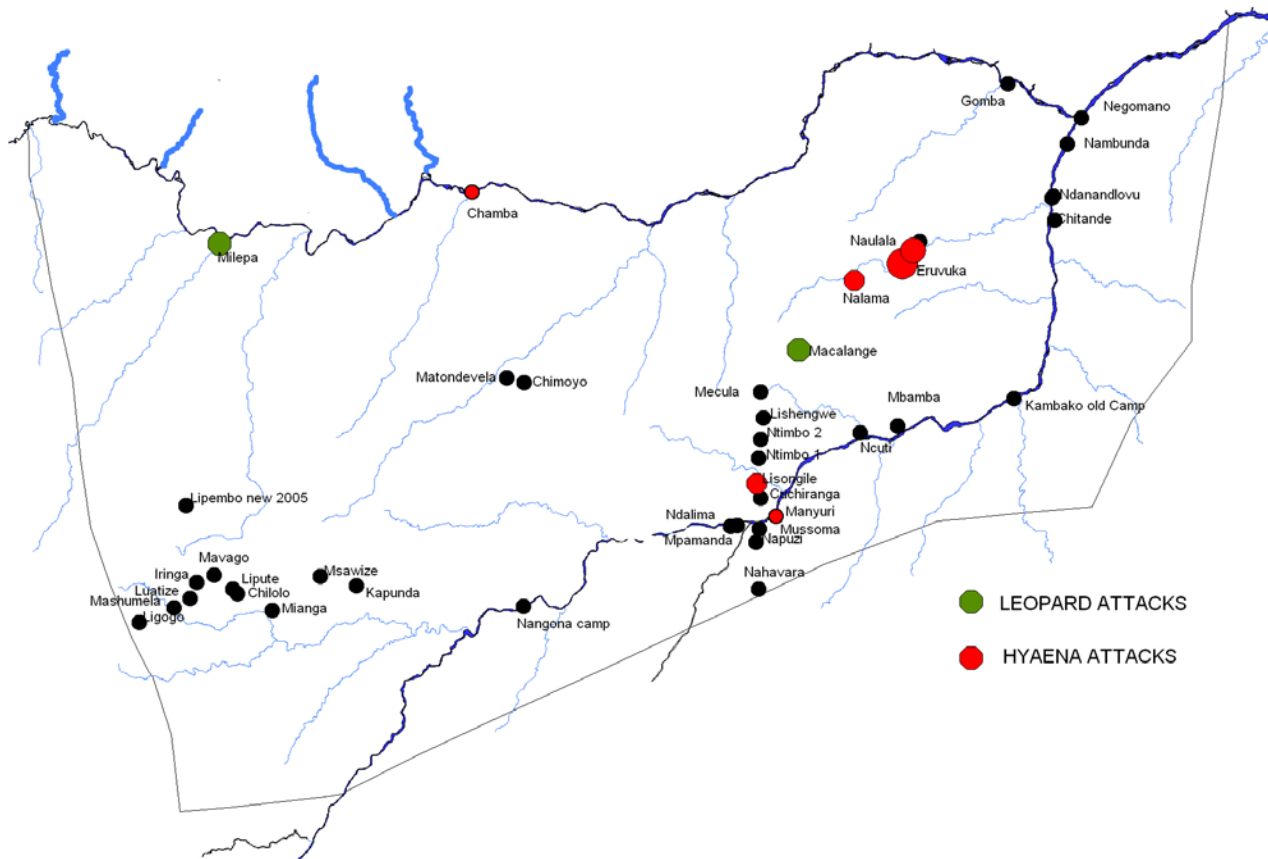 Gomba
Negomano
Nambunda
Ndanandlovu
Chamba
Chitande
Naulala
Milepa
Eruvuka
Nalama
Macalange
Matondevela
Chimoyo
Mecula
Mbamba
Kambako old Camp
Lishengwe
Ntimbo 2
Ncuti
Ntimbo 1
Lisongile
Lipembo new 2005
Cuchiranga
Manyuri
Ndalima
Mussoma
Mpamanda
Napuzi
Mavago
Iringa
Msawize
Lipute
Nahavara
Luatize
Chilolo
Kapunda
Mashumela
Mianga
Ligogo
Nangona camp
LEOPARD ATTACKS
HYAENA ATTACKS